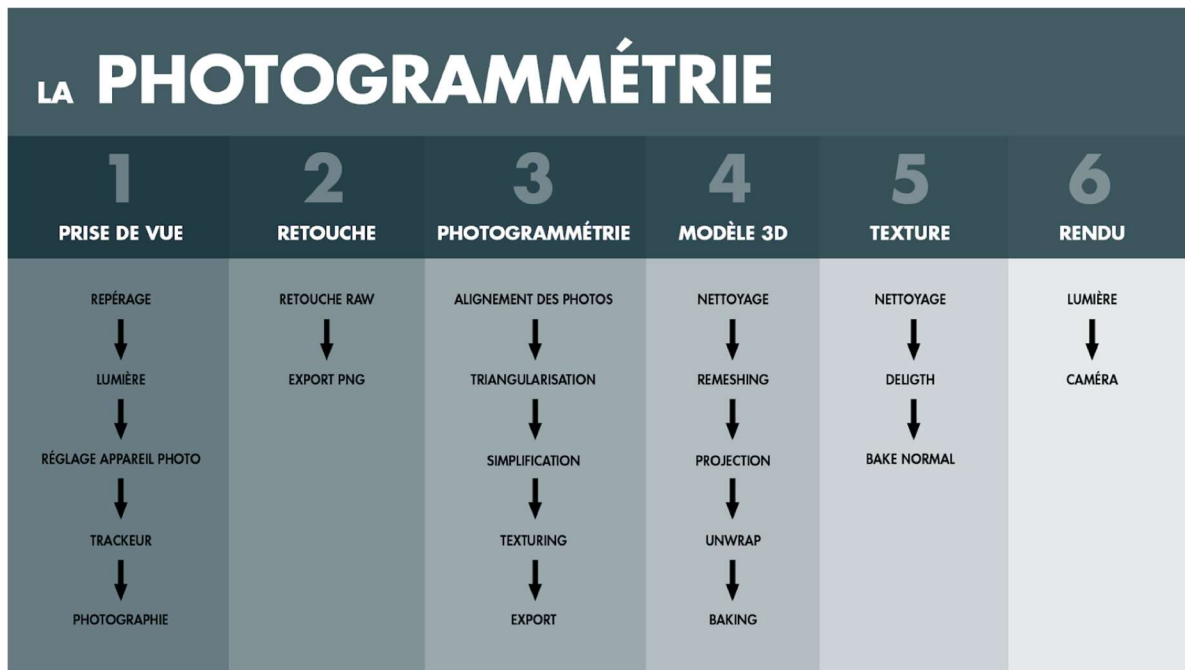 LA PHOTOGRAMMÉTRIE
1
PRISE DE VUE
REPÉRAGE
LUMIÈRE
RÉGLAGE APPAREIL PHOTO
TRACKEUR
PHOTOGRAPHIE
2
RETOUCHE
RETOUCHE RAW
EXPORT PNG
3
PHOTOGRAMMÉTRIE
ALIGNEMENT DES PHOTOS
TRIANGULARISATION
SIMPLIFICATION
TEXTURING
EXPORT
4
MODÈLE 3D
NETTOYAGE
REMESHING
PROJECTION
UNWRAP
BAKING
5
TEXTURE
NETTOYAGE
DELIGTH
BAKE NORMAL
6
RENDU
LUMIÈRE
CAMÉRA